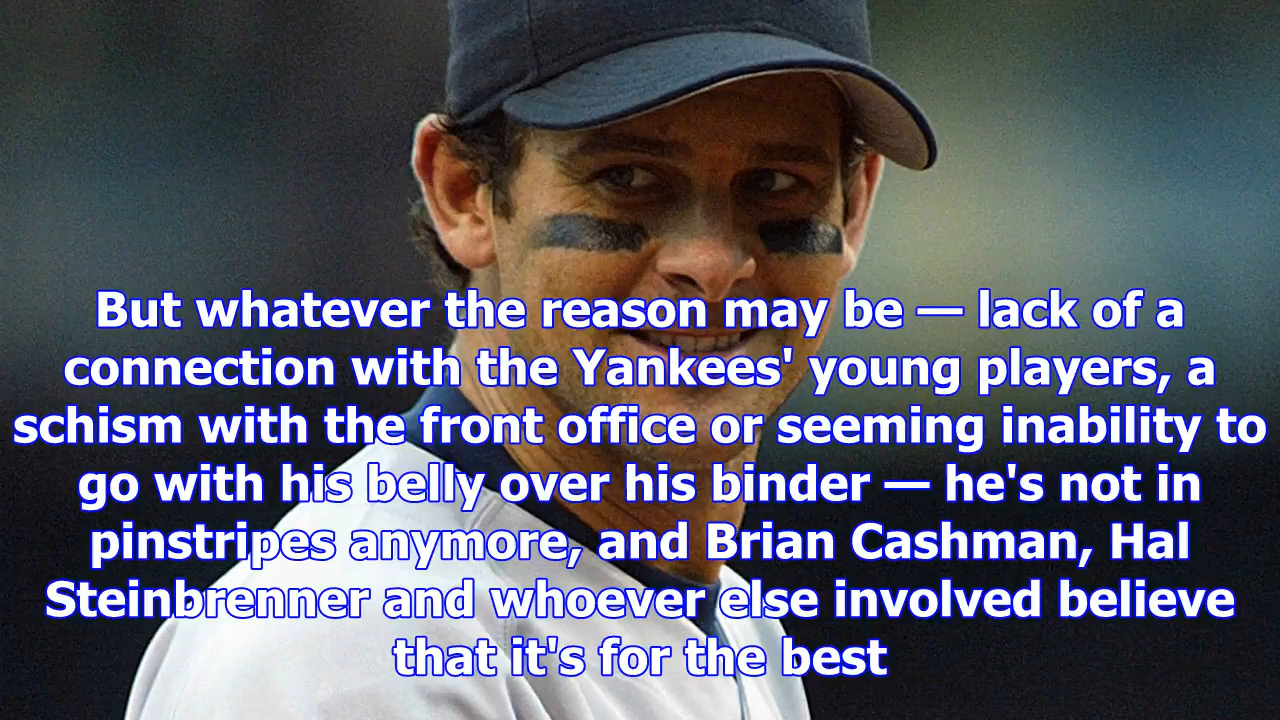 But whatever the reason may be — lack of a
connection with the Yankees' young players, a
schism with the front office or seeming inability to
go with his belly over his binder — he's not in
pinstripes anymore, and Brian Cashman, Hal
Steinbrenner and whoever else involved believe
that it's for the best